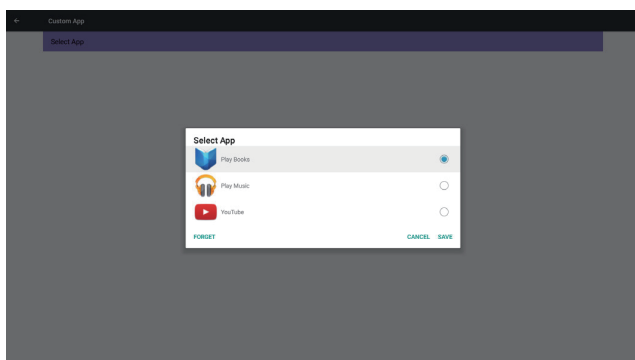 Custom App
Select App
Select App
Play Books
Play Music
YouTube
FORGET CANCEL SAVE